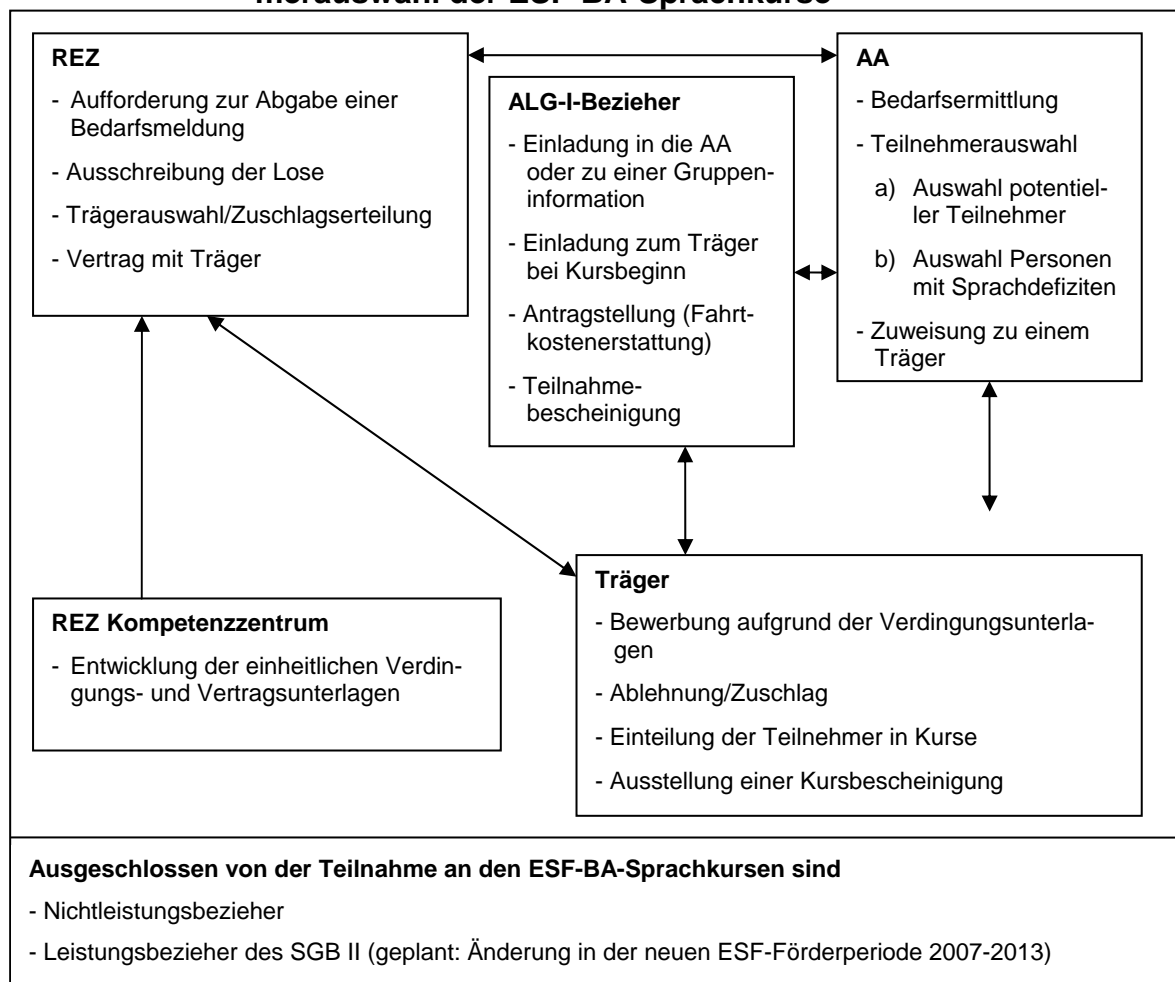 merauswahl der ESF-BA-Sprachkurse
REZ
- Aufforderung zur Abgabe einer
Bedarfsmeldung
- Ausschreibung der Lose
- Trägerauswahl/Zuschlagserteilung
- Vertrag mit Träger
ALG-I-Bezieher
- Einladung in die AA
oder zu einer Gruppen-
information
- Einladung zum Träger
bei Kursbeginn
- Antragstellung (Fahrt-
kostenerstattung)
- Teilnahme-
bescheinigung
AA
- Bedarfsermittlung
- Teilnehmerauswahl
a) Auswahl potentiel-
ler Teilnehmer
b) Auswahl Personen
mit Sprachdefiziten
- Zuweisung zu einem
Träger
REZ Kompetenzzentrum
- Entwicklung der einheitlichen Verdin-
gungs- und Vertragsunterlagen
Träger
- Bewerbung aufgrund der Verdingungsunterla-
gen
- Ablehnung/Zuschlag
- Einteilung der Teilnehmer in Kurse
- Ausstellung einer Kursbescheinigung
Ausgeschlossen von der Teilnahme an den ESF-BA-Sprachkursen sind
- Nichtleistungsbezieher
- Leistungsbezieher des SGB II (geplant: Änderung in der neuen ESF-Förderperiode 2007-2013)